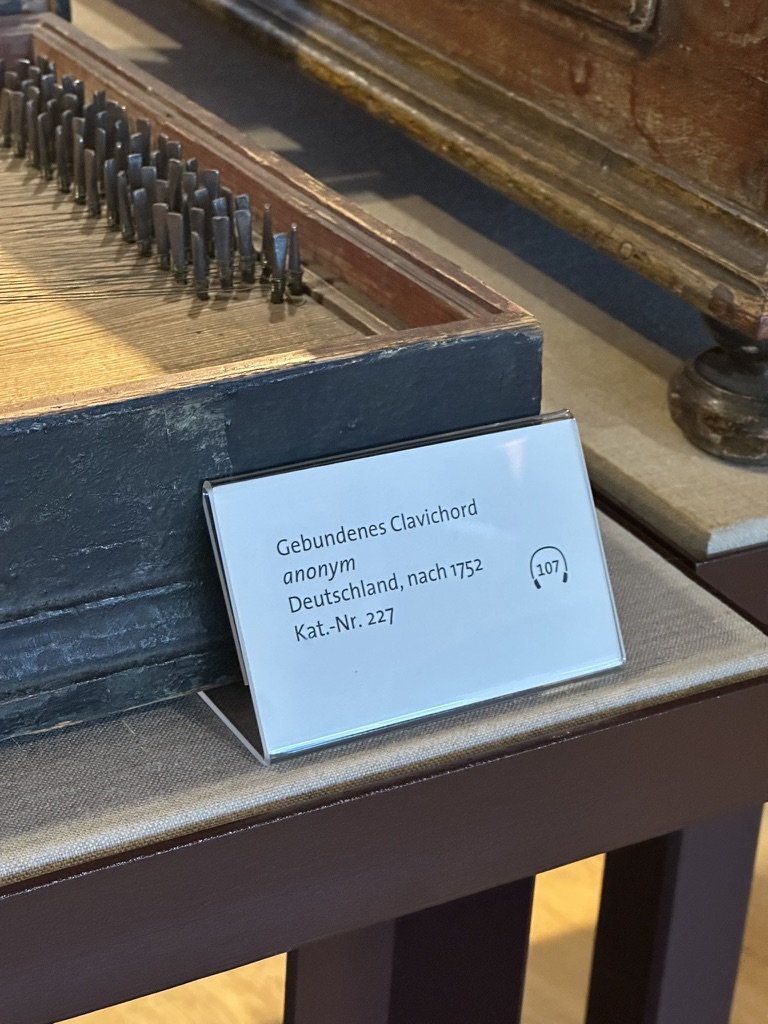 Gebundenes Clavichord
anonym
Deutschland, nach 1752
Kat.-Nr. 227
107